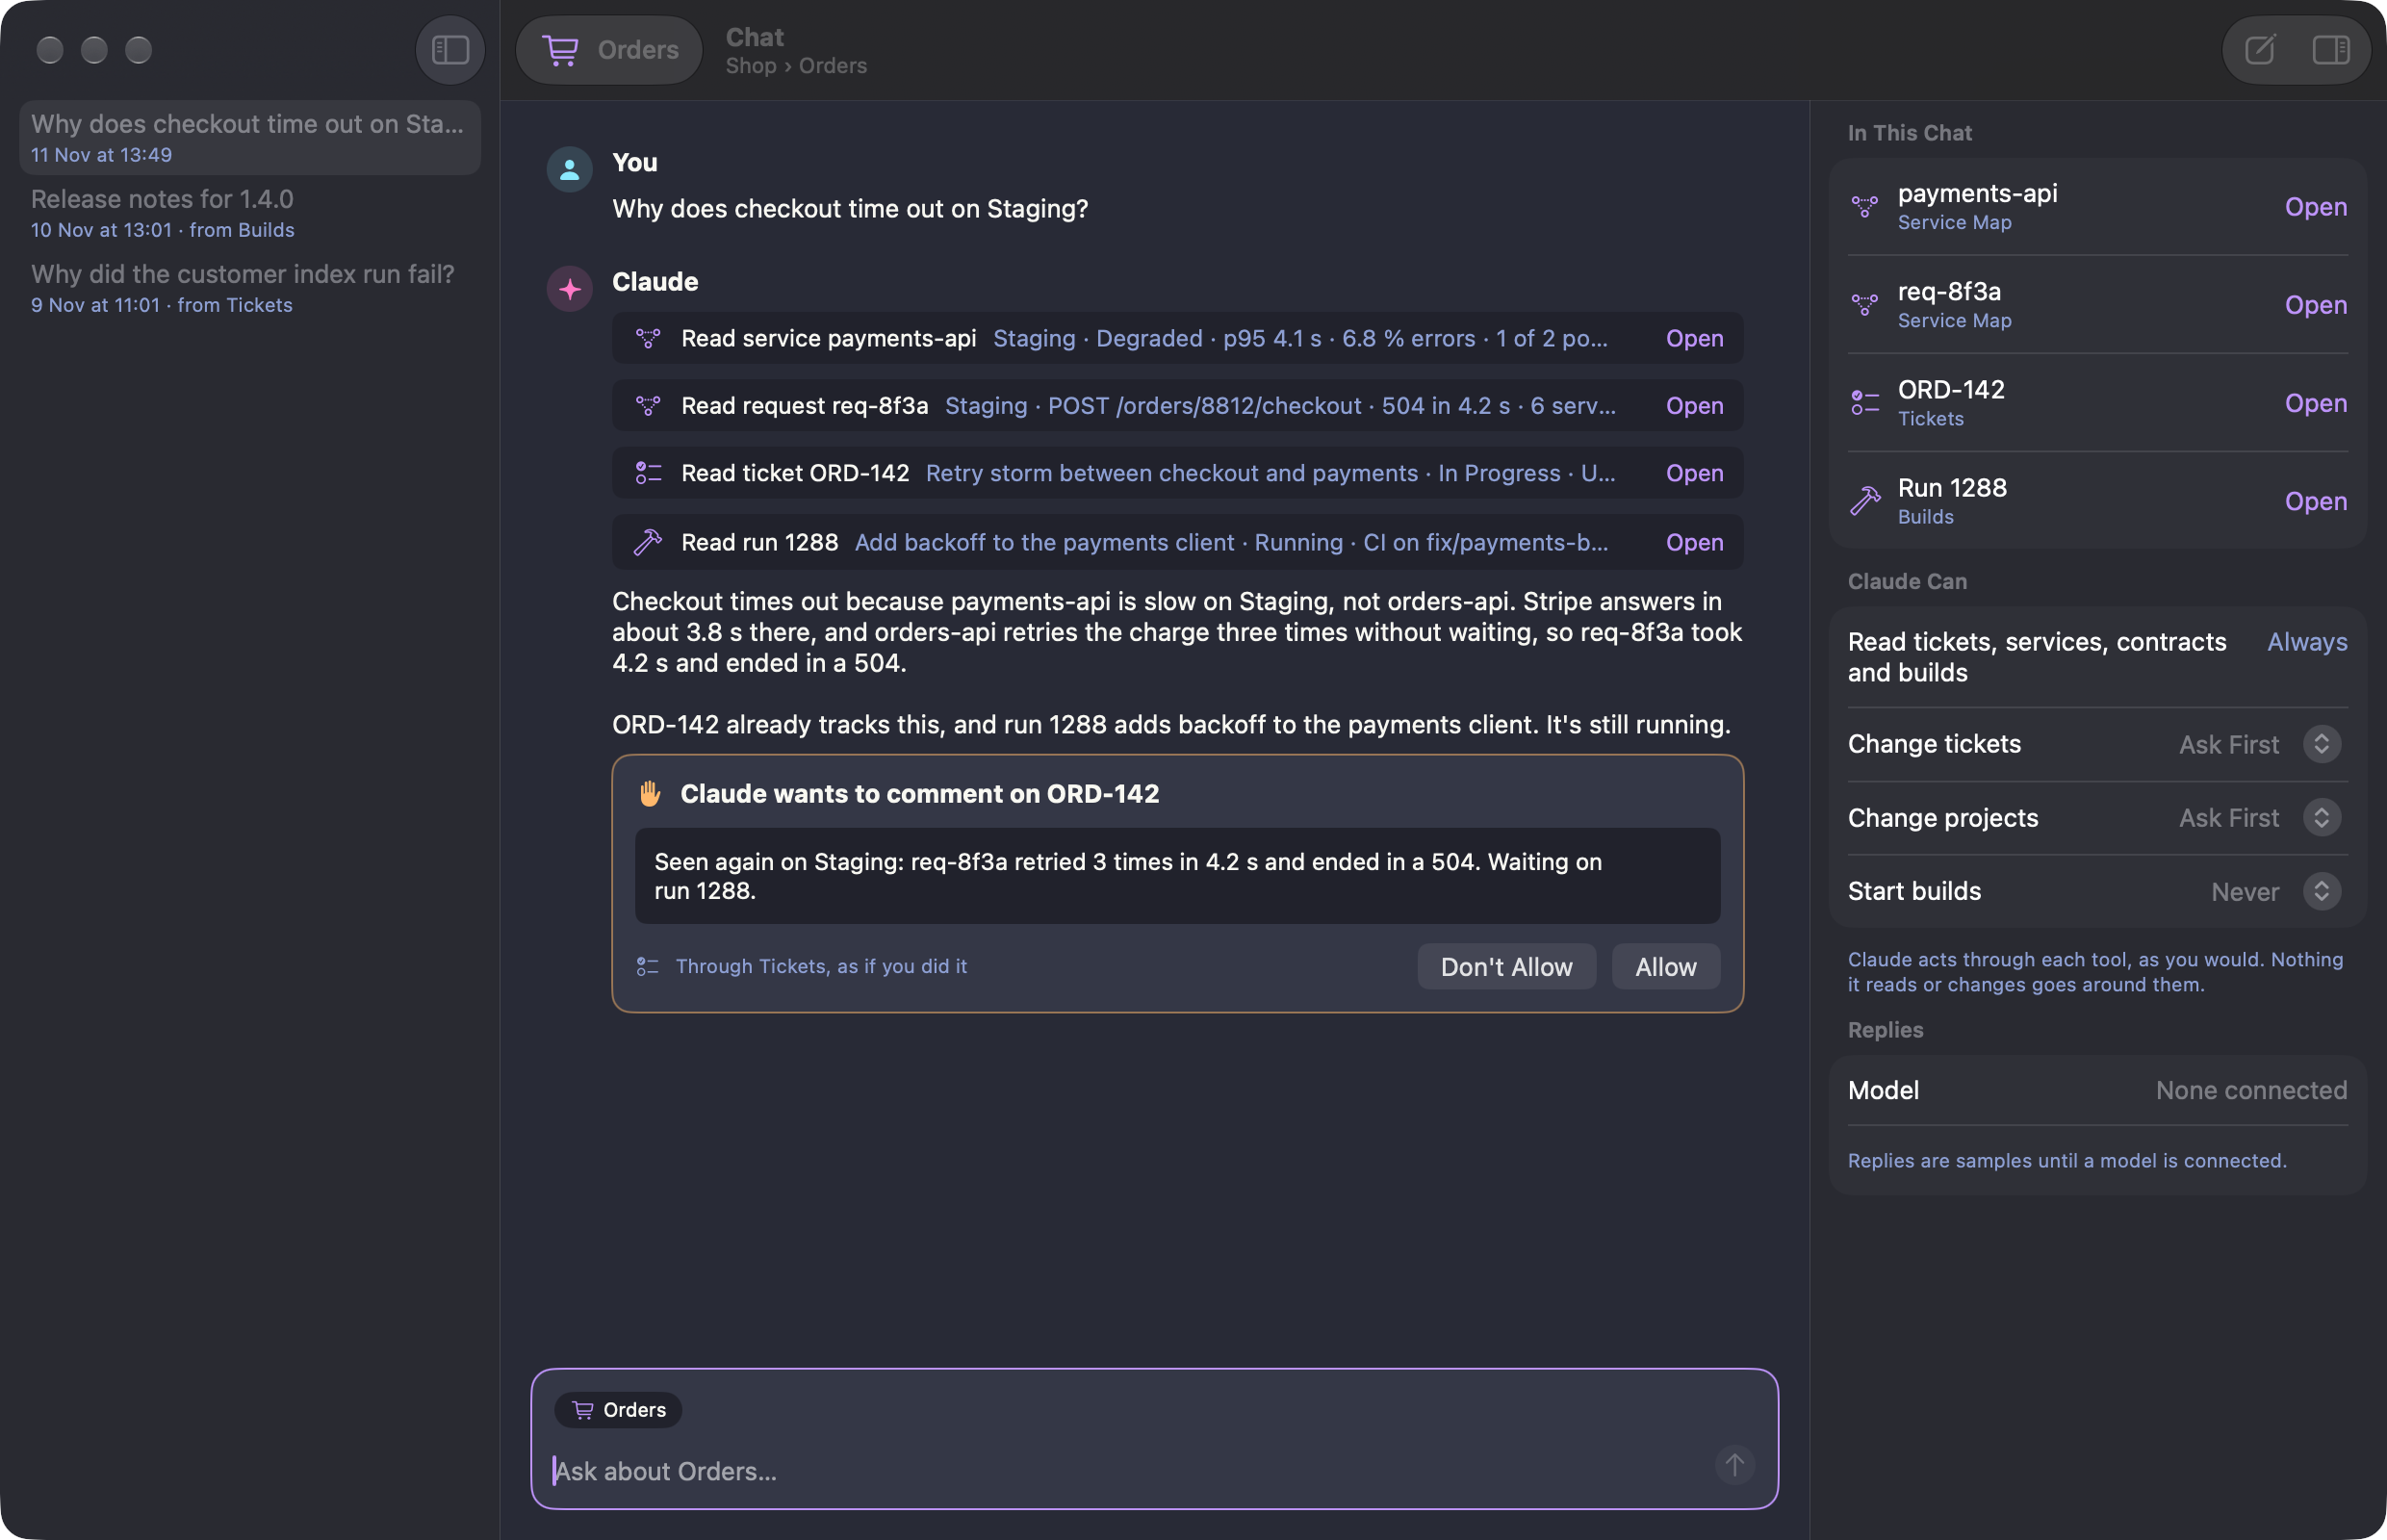 Orders
Chat
Shop › Orders
Why does checkout time out on Sta...
11 Nov at 13:49
Release notes for 1.4.0
10 Nov at 13:01 · from Builds
Why did the customer index run fail?
9 Nov at 11:01 · from Tickets
You
Why does checkout time out on Staging?
Claude
Read service payments-api Staging · Degraded · p95 4.1 s · 6.8 % errors · 1 of 2 po... Open
Read request req-8f3a Staging · POST /orders/8812/checkout · 504 in 4.2 s · 6 serv... Open
Read ticket ORD-142 Retry storm between checkout and payments · In Progress · U... Open
Read run 1288 Add backoff to the payments client · Running · CI on fix/payments-b... Open
Checkout times out because payments-api is slow on Staging, not orders-api. Stripe answers in
about 3.8 s there, and orders-api retries the charge three times without waiting, so req-8f3a took
4.2 s and ended in a 504.
ORD-142 already tracks this, and run 1288 adds backoff to the payments client. It's still running.
Claude wants to comment on ORD-142
Seen again on Staging: req-8f3a retried 3 times in 4.2 s and ended in a 504. Waiting on
run 1288.
Through Tickets, as if you did it
Don't Allow
Allow
Orders
Ask about Orders...
In This Chat
payments-api
Service Map
Open
req-8f3a
Service Map
Open
ORD-142
Tickets
Open
Run 1288
Builds
Open
Claude Can
Read tickets, services, contracts
and builds
Always
Change tickets Ask First
Change projects Ask First
Start builds Never
Claude acts through each tool, as you would. Nothing
it reads or changes goes around them.
Replies
Model None connected
Replies are samples until a model is connected.